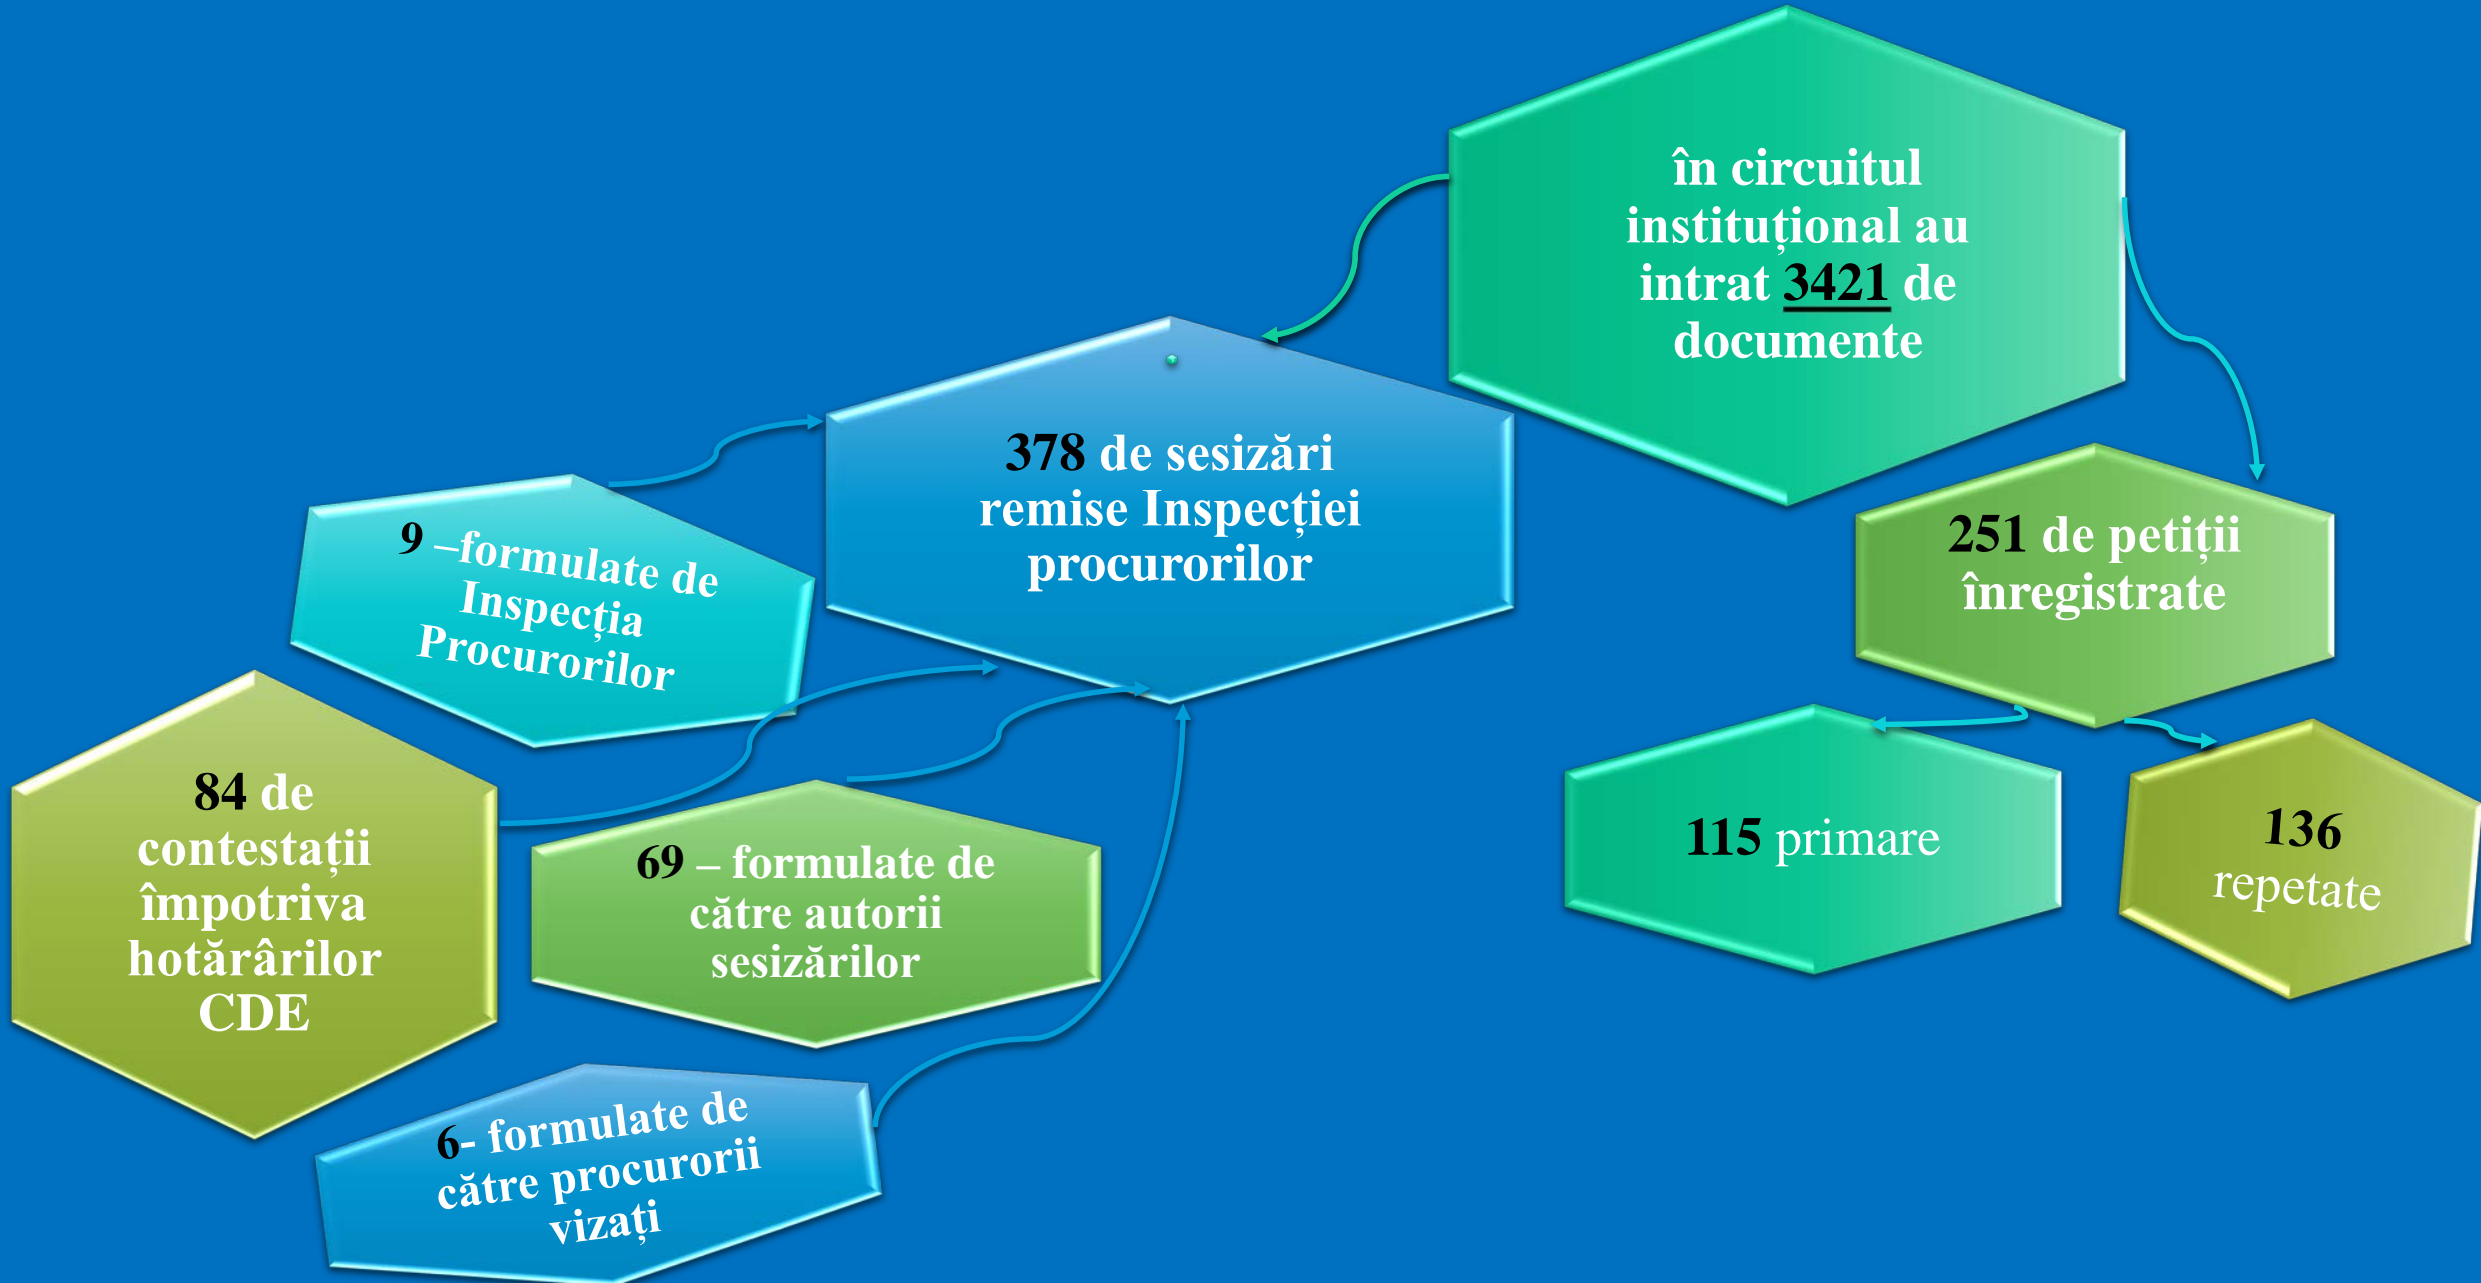 în circuitul
instituțional au
intrat 3421 de
documente
378 de sesizări
remise Inspecției
procurorilor
251 de petiții
înregistrate
9 –formulate de
Inspecția
Procurorilor
84 de
contestații
împotriva
hotărârilor
CDE
69 – formulate de
către autorii
sesizărilor
115 primare
136
repetate
6- formulate de
către procurorii
vizați